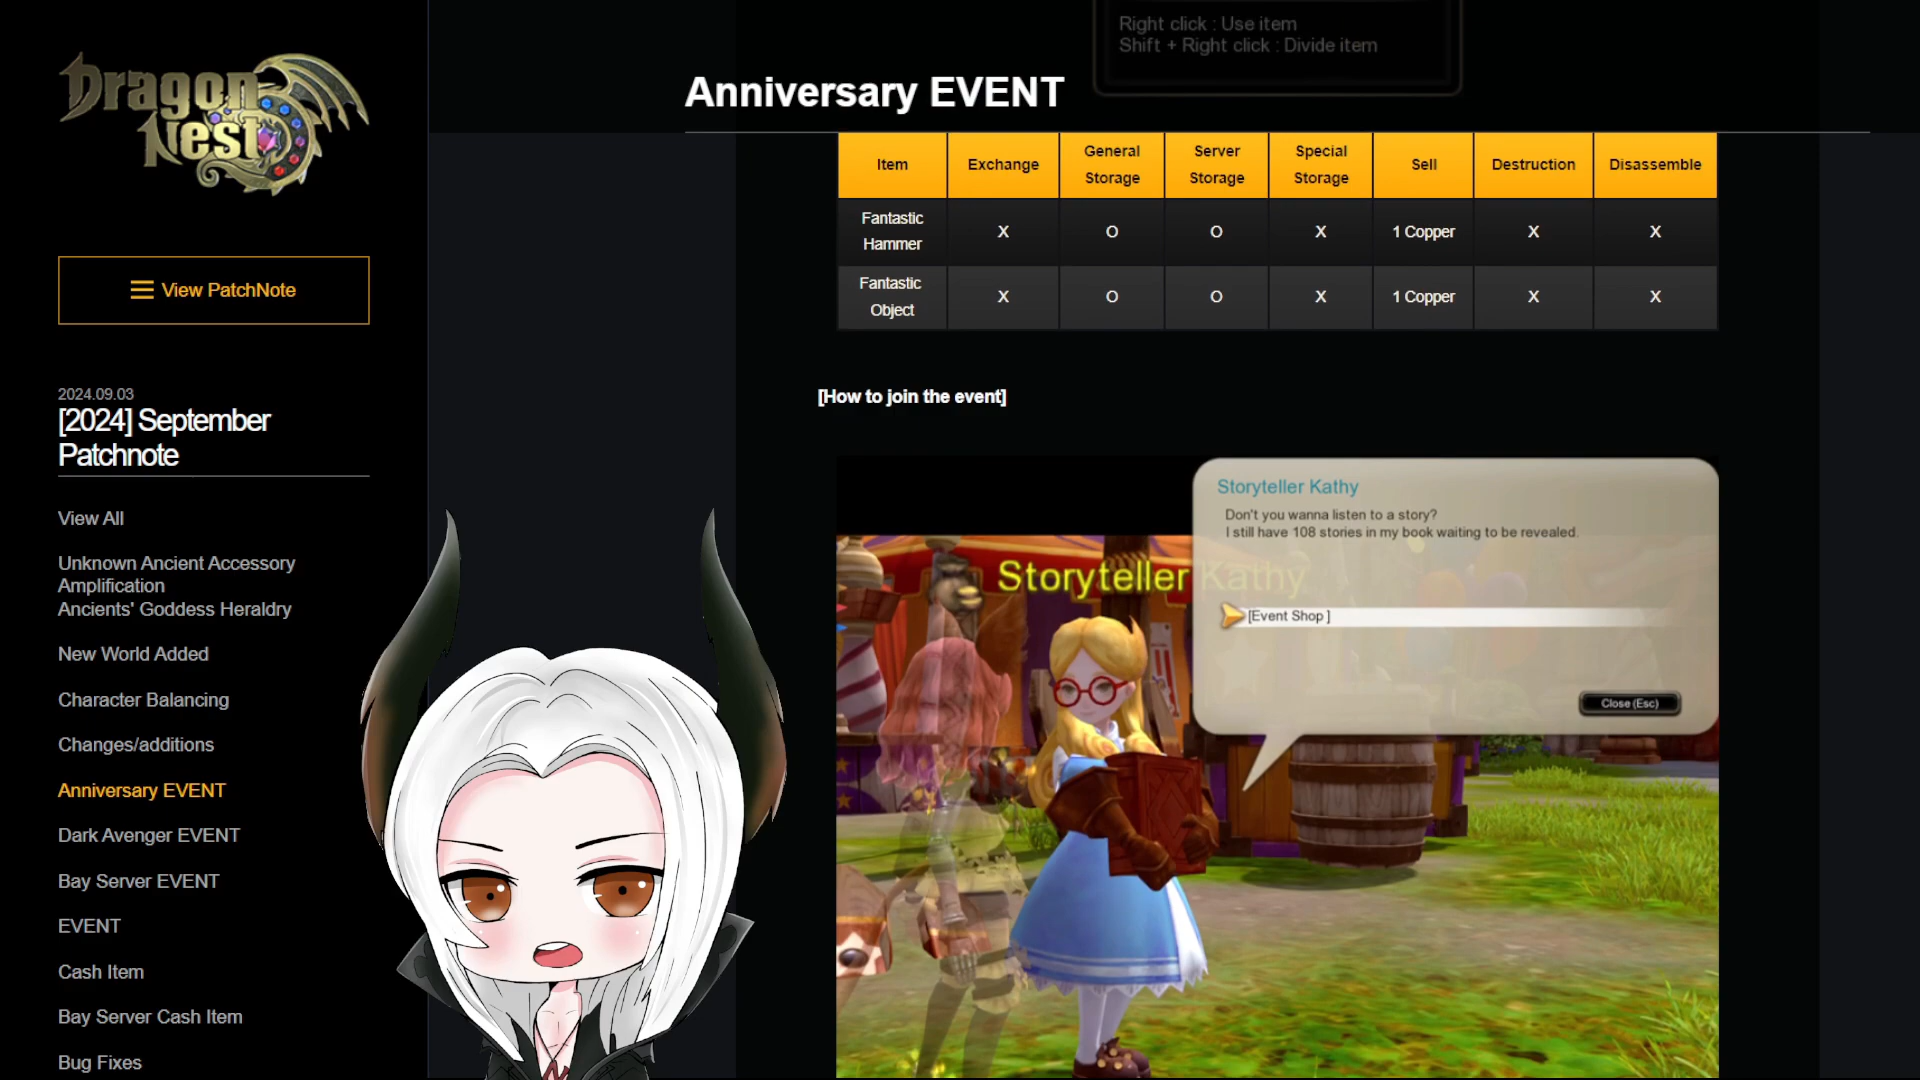 Dragon
Nest
View PatchNote
2024.09.03
[2024] September
Patchnote
View All
Unknown Ancient Accessory
Amplification
Ancients' Goddess Heraldry
New World Added
Character Balancing
Changes/additions
Anniversary EVENT
Dark Avenger EVENT
Bay Server EVENT
EVENT
Cash Item
Bay Server Cash Item
Bug Fixes
Right click : Use item
Shift + Right click : Divide item
Anniversary EVENT
Item Exchange General Storage Server Storage Special Storage Sell Destruction Disassemble
Fantastic Hammer X O O X 1 Copper X X
Fantastic Object X O O X 1 Copper X X
[How to join the event]
Storyteller Kathy
Don't you wanna listen to a story?
I still have 108 stories in my book waiting to be revealed.
Storyteller Kathy
[Event Shop ]
Close (Esc)